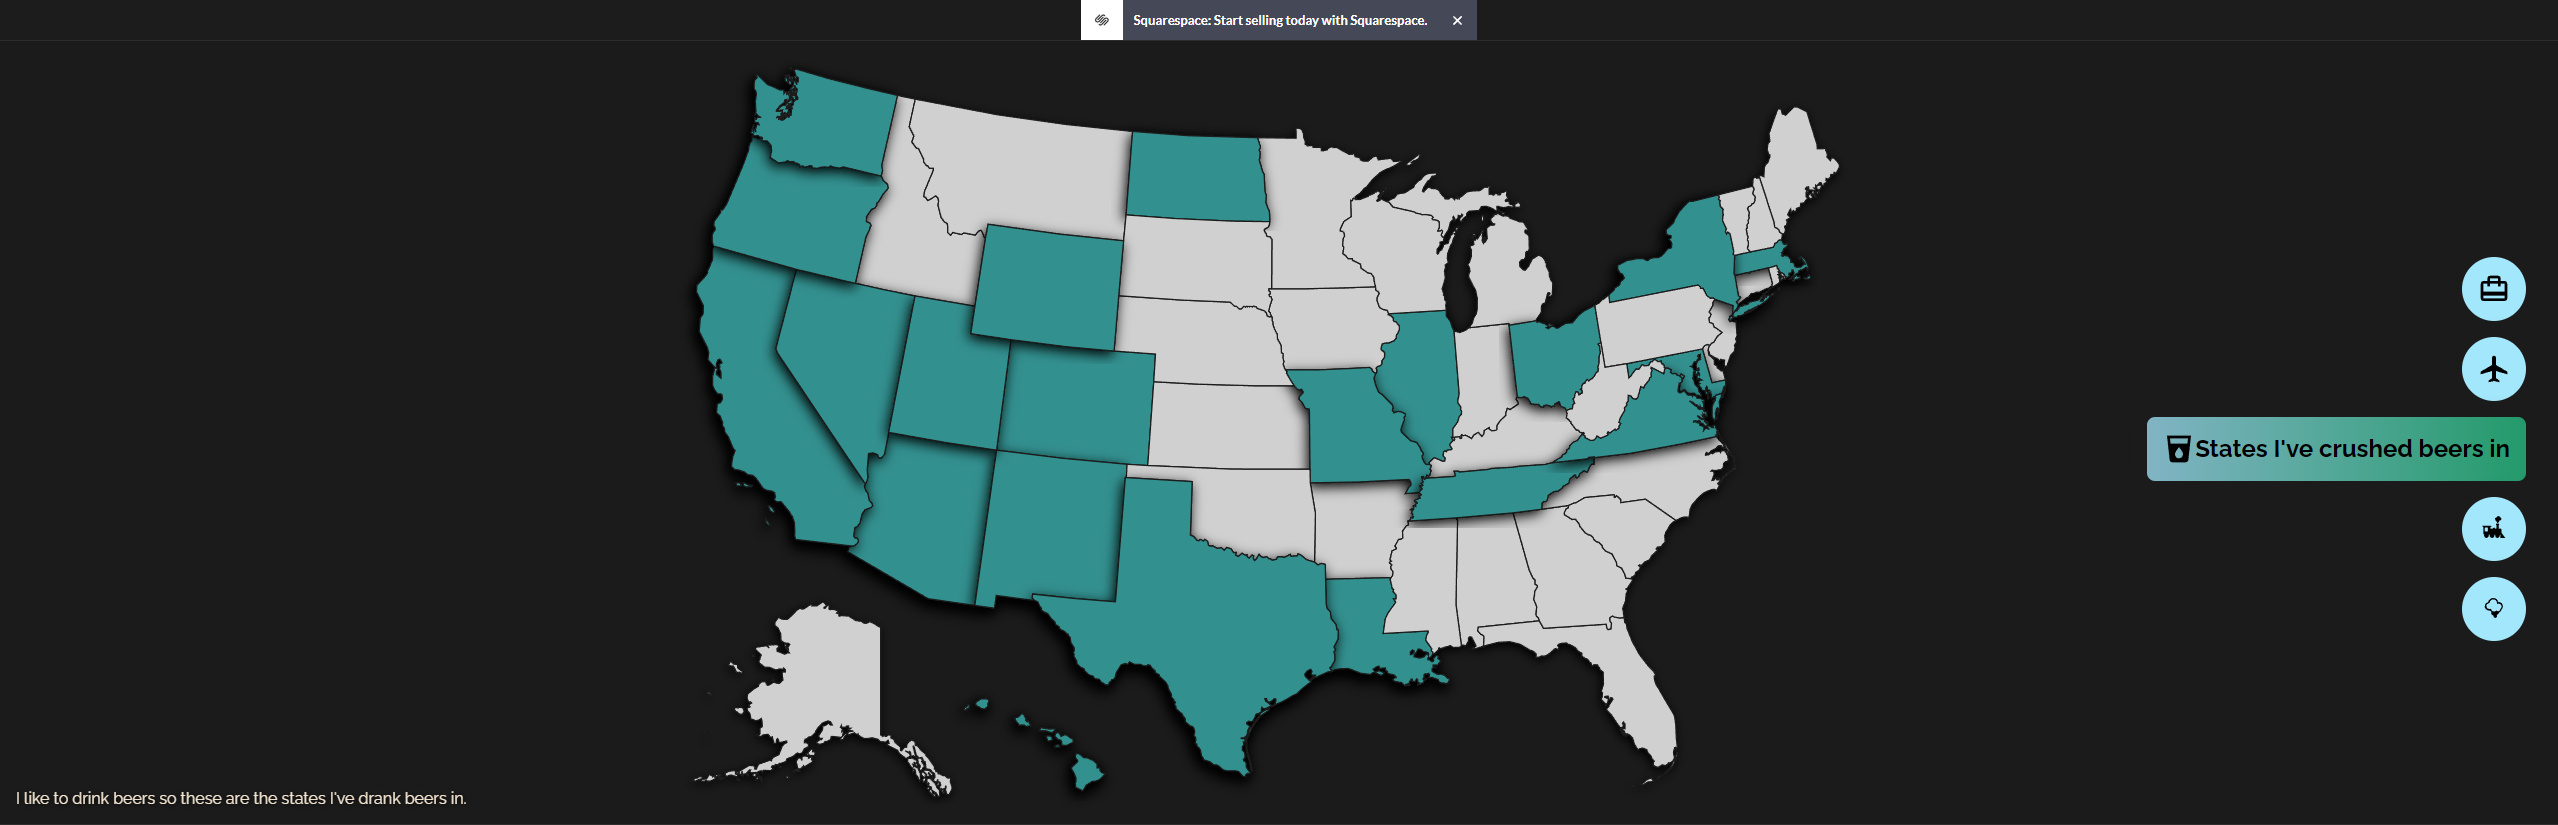 Squarespace: Start selling today with Squarespace.
States I've crushed beers in
I like to drink beers so these are the states I've drank beers in.